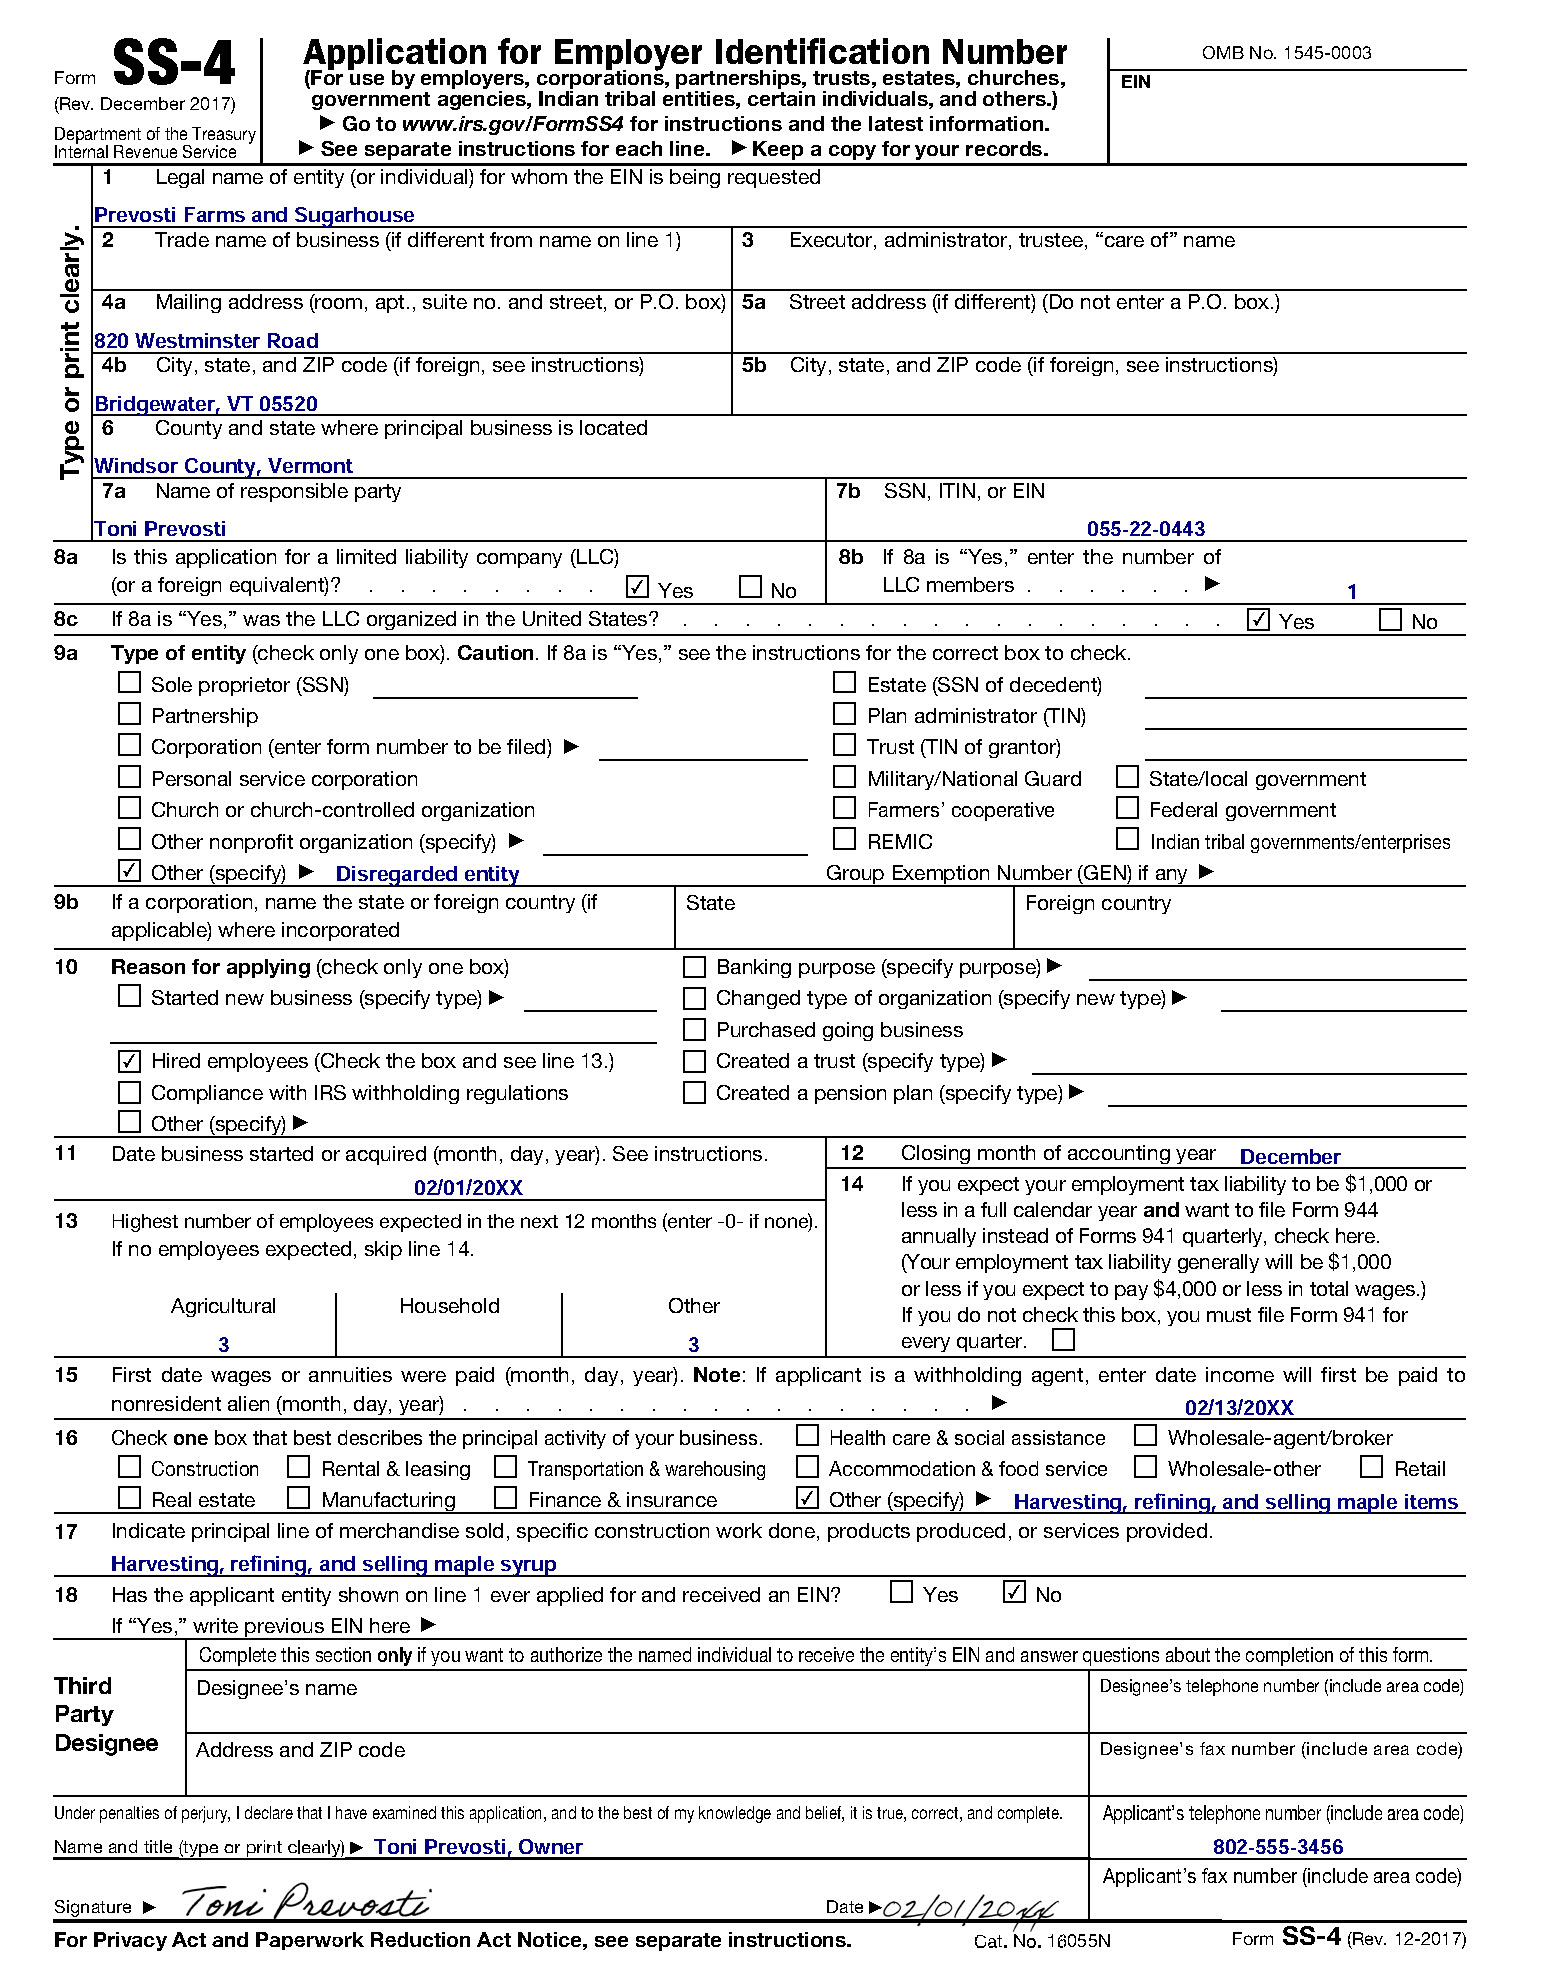 Form SS-4
(Rev. December 2017)
Department of the Treasury
Internal Revenue Service
Application for Employer Identification Number
(For use by employers, corporations, partnerships, trusts, estates, churches,
government agencies, Indian tribal entities, certain individuals, and others.)
▶ Go to www.irs.gov/FormSS4 for instructions and the latest information.
▶ See separate instructions for each line. ▶ Keep a copy for your records.
OMB No. 1545-0003
EIN
Type or print clearly.
1 Legal name of entity (or individual) for whom the EIN is being requested
Prevosti Farms and Sugarhouse
2 Trade name of business (if different from name on line 1)
3 Executor, administrator, trustee, “care of” name
4a Mailing address (room, apt., suite no. and street, or P.O. box)
820 Westminster Road
5a Street address (if different) (Do not enter a P.O. box.)
4b City, state, and ZIP code (if foreign, see instructions)
Bridgewater, VT 05520
5b City, state, and ZIP code (if foreign, see instructions)
6 County and state where principal business is located
Windsor County, Vermont
7a Name of responsible party
Toni Prevosti
7b SSN, ITIN, or EIN
055-22-0443
8a Is this application for a limited liability company (LLC)
(or a foreign equivalent)? . . . . . . . . ✓ Yes No
8b If 8a is “Yes,” enter the number of
LLC members . . . . . . ▶ 1
8c If 8a is “Yes,” was the LLC organized in the United States? . . . . . . . . . . . . . . . . . . ✓ Yes No
9a Type of entity (check only one box). Caution. If 8a is “Yes,” see the instructions for the correct box to check.
Sole proprietor (SSN)
Estate (SSN of decedent)
Partnership
Plan administrator (TIN)
Corporation (enter form number to be filed) ▶
Trust (TIN of grantor)
Personal service corporation
Military/National Guard State/local government
Church or church-controlled organization
Farmers’ cooperative Federal government
Other nonprofit organization (specify) ▶
REMIC Indian tribal governments/enterprises
✓ Other (specify) ▶ Disregarded entity
Group Exemption Number (GEN) if any ▶
9b If a corporation, name the state or foreign country (if
applicable) where incorporated
State
Foreign country
10 Reason for applying (check only one box)
Banking purpose (specify purpose) ▶
Started new business (specify type) ▶
Changed type of organization (specify new type) ▶
Purchased going business
✓ Hired employees (Check the box and see line 13.)
Created a trust (specify type) ▶
Compliance with IRS withholding regulations
Created a pension plan (specify type) ▶
Other (specify) ▶
11 Date business started or acquired (month, day, year). See instructions.
02/01/20XX
12 Closing month of accounting year December
13 Highest number of employees expected in the next 12 months (enter -0- if none).
If no employees expected, skip line 14.
Agricultural Household Other
3 3
14 If you expect your employment tax liability to be $1,000 or
less in a full calendar year and want to file Form 944
annually instead of Forms 941 quarterly, check here.
(Your employment tax liability generally will be $1,000
or less if you expect to pay $4,000 or less in total wages.)
If you do not check this box, you must file Form 941 for
every quarter.
15 First date wages or annuities were paid (month, day, year). Note: If applicant is a withholding agent, enter date income will first be paid to
nonresident alien (month, day, year) . . . . . . . . . . . . . . . . . ▶ 02/13/20XX
16 Check one box that best describes the principal activity of your business. Health care & social assistance Wholesale-agent/broker
Construction Rental & leasing Transportation & warehousing Accommodation & food service Wholesale-other Retail
Real estate Manufacturing Finance & insurance ✓ Other (specify) ▶ Harvesting, refining, and selling maple items
17 Indicate principal line of merchandise sold, specific construction work done, products produced, or services provided.
Harvesting, refining, and selling maple syrup
18 Has the applicant entity shown on line 1 ever applied for and received an EIN? Yes ✓ No
If “Yes,” write previous EIN here ▶
Third
Party
Designee
Complete this section only if you want to authorize the named individual to receive the entity’s EIN and answer questions about the completion of this form.
Designee’s name
Designee’s telephone number (include area code)
Address and ZIP code
Designee’s fax number (include area code)
Under penalties of perjury, I declare that I have examined this application, and to the best of my knowledge and belief, it is true, correct, and complete.
Applicant’s telephone number (include area code)
Name and title (type or print clearly) ▶ Toni Prevosti, Owner
802-555-3456
Applicant’s fax number (include area code)
Signature ▶ Toni Prevosti
Date ▶ 02/01/20XX
For Privacy Act and Paperwork Reduction Act Notice, see separate instructions.
Cat. No. 16055N
Form SS-4 (Rev. 12-2017)